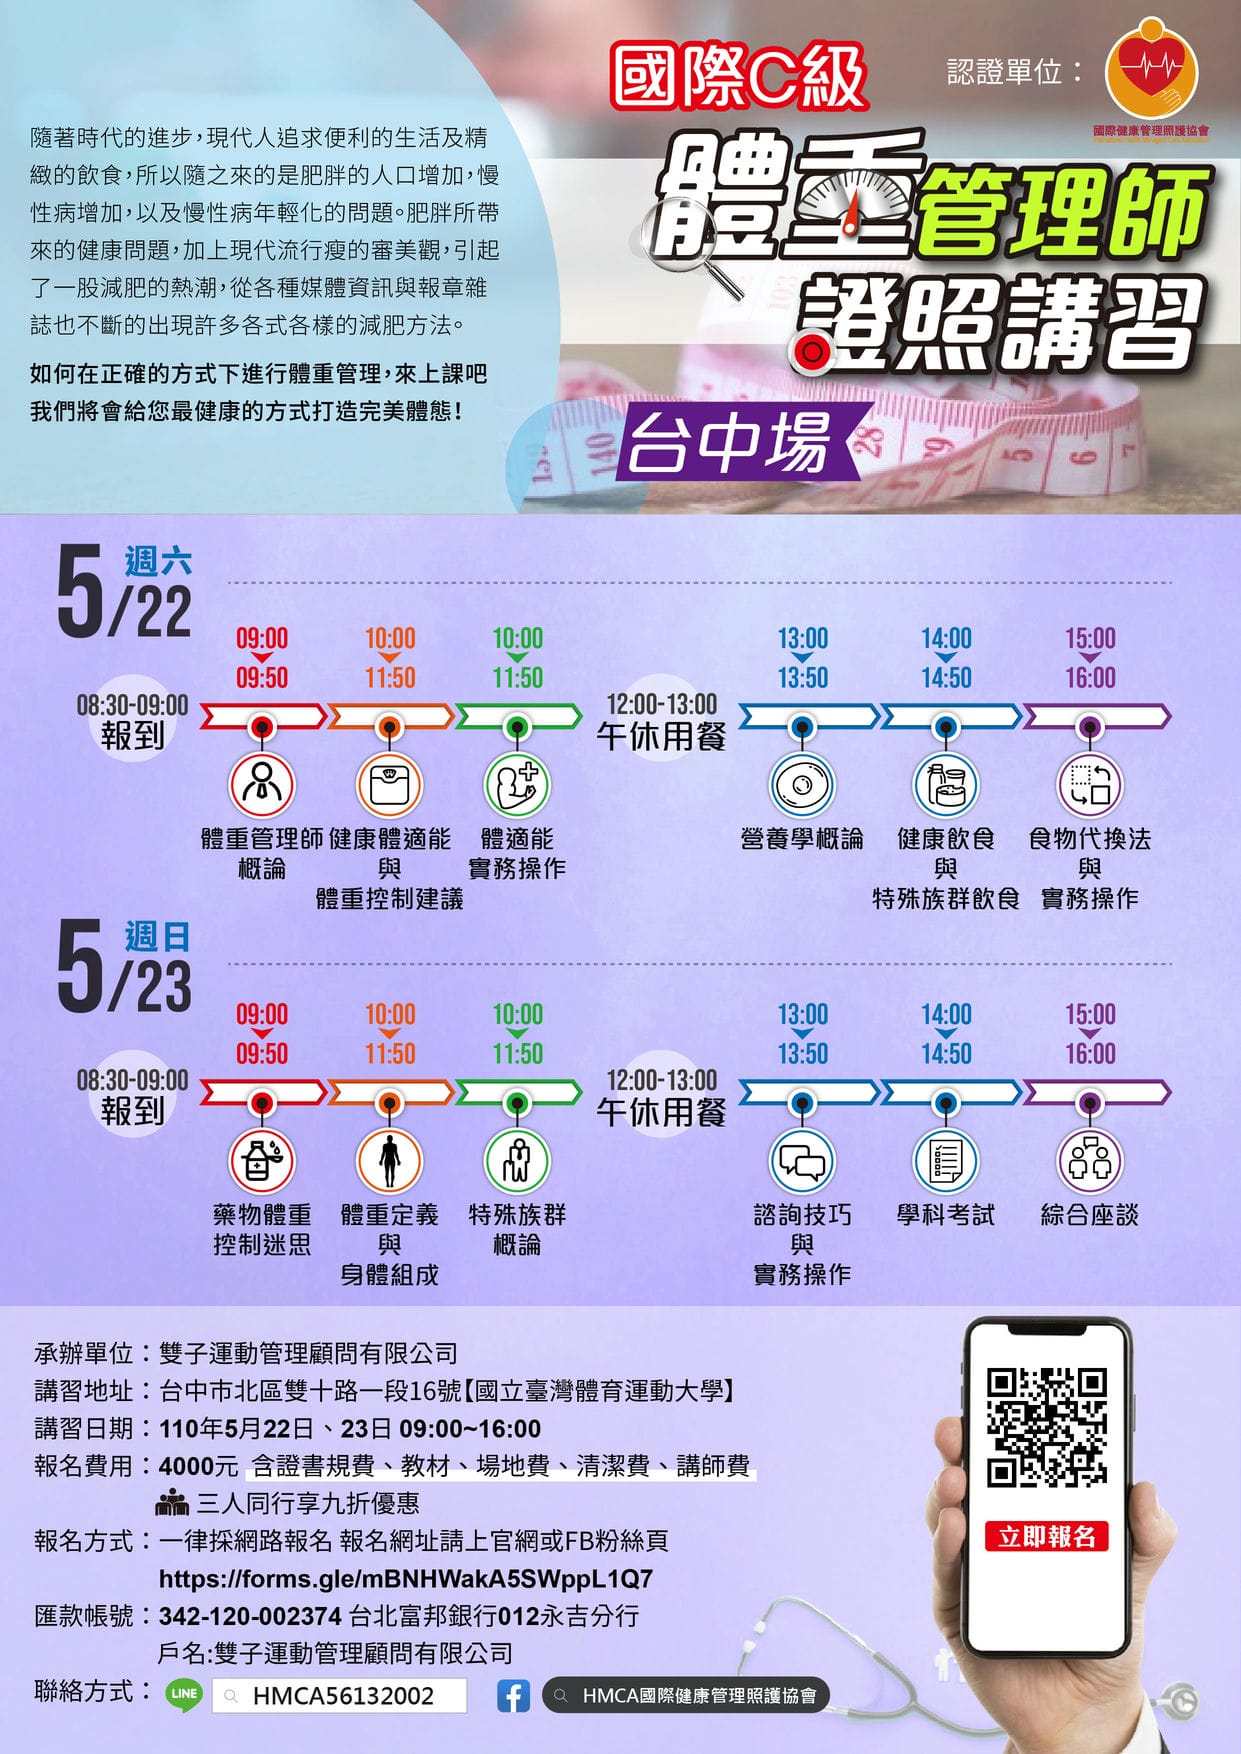 國際C級
認證單位：
國際健康管理照護協會
體重管理師
證照講習
台中場
隨著時代的進步，現代人追求便利的生活及精
緻的飲食，所以隨之來的是肥胖的人口增加，慢
性病增加，以及慢性病年輕化的問題。肥胖所帶
來的健康問題，加上現代流行瘦的審美觀，引起
了一股減肥的熱潮，從各種媒體資訊與報章雜
誌也不斷的出現許多各式各樣的減肥方法。
如何在正確的方式下進行體重管理，來上課吧
我們將會給您最健康的方式打造完美體態！
5/22 週六
08:30-09:00
報到
09:00
09:50
體重管理師
概論
10:00
11:50
健康體適能
與
體重控制建議
10:00
11:50
體適能
實務操作
12:00-13:00
午休用餐
13:00
13:50
營養學概論
14:00
14:50
健康飲食
與
特殊族群飲食
15:00
16:00
食物代換法
與
實務操作
5/23 週日
08:30-09:00
報到
09:00
09:50
藥物體重
控制迷思
10:00
11:50
體重定義
與
身體組成
10:00
11:50
特殊族群
概論
12:00-13:00
午休用餐
13:00
13:50
諮詢技巧
與
實務操作
14:00
14:50
學科考試
15:00
16:00
綜合座談
承辦單位：雙子運動管理顧問有限公司
講習地址：台中市北區雙十路一段16號【國立臺灣體育運動大學】
講習日期：110年5月22日、23日 09:00~16:00
報名費用：4000元 含證書規費、教材、場地費、清潔費、講師費
三人同行享九折優惠
報名方式：一律採網路報名 報名網址請上官網或FB粉絲頁
https://forms.gle/mBNHWakA5SWppL1Q7
匯款帳號：342-120-002374 台北富邦銀行012永吉分行
戶名:雙子運動管理顧問有限公司
聯絡方式： LINE HMCA56132002 f HMCA國際健康管理照護協會
立即報名